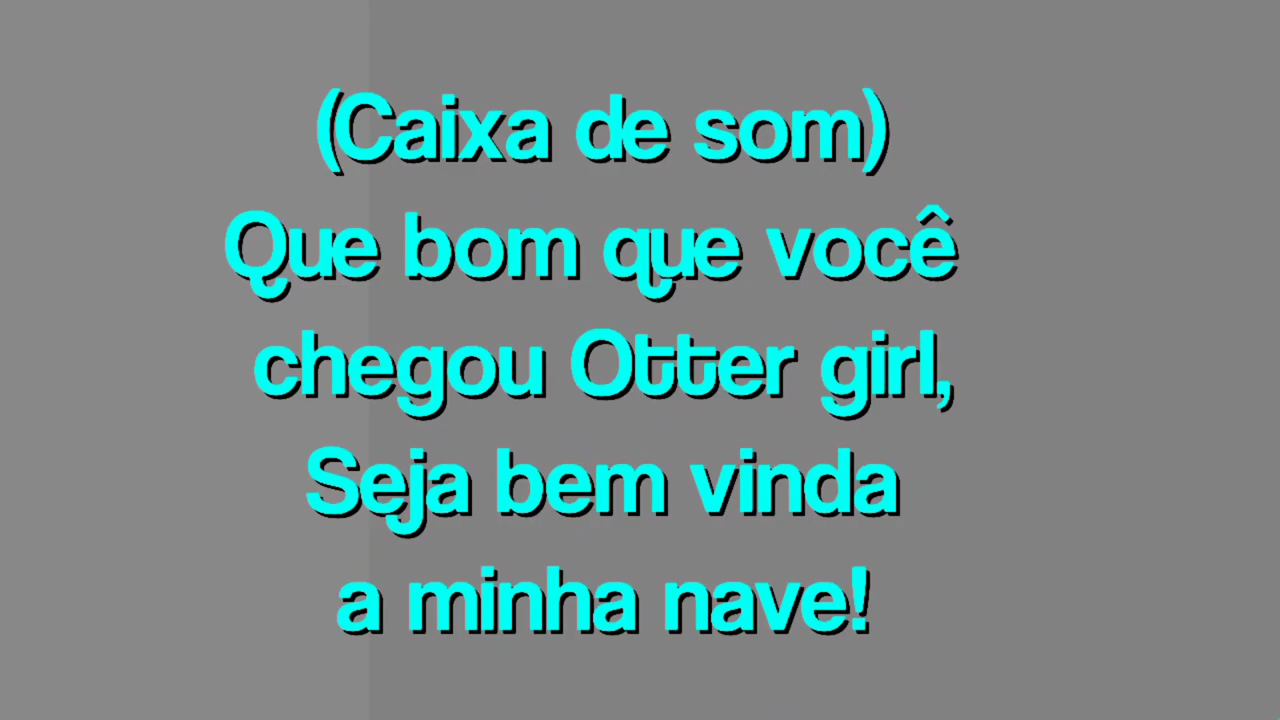 (Caixa de som)
Que bom que você
chegou Otter girl,
Seja bem vinda
a minha nave!